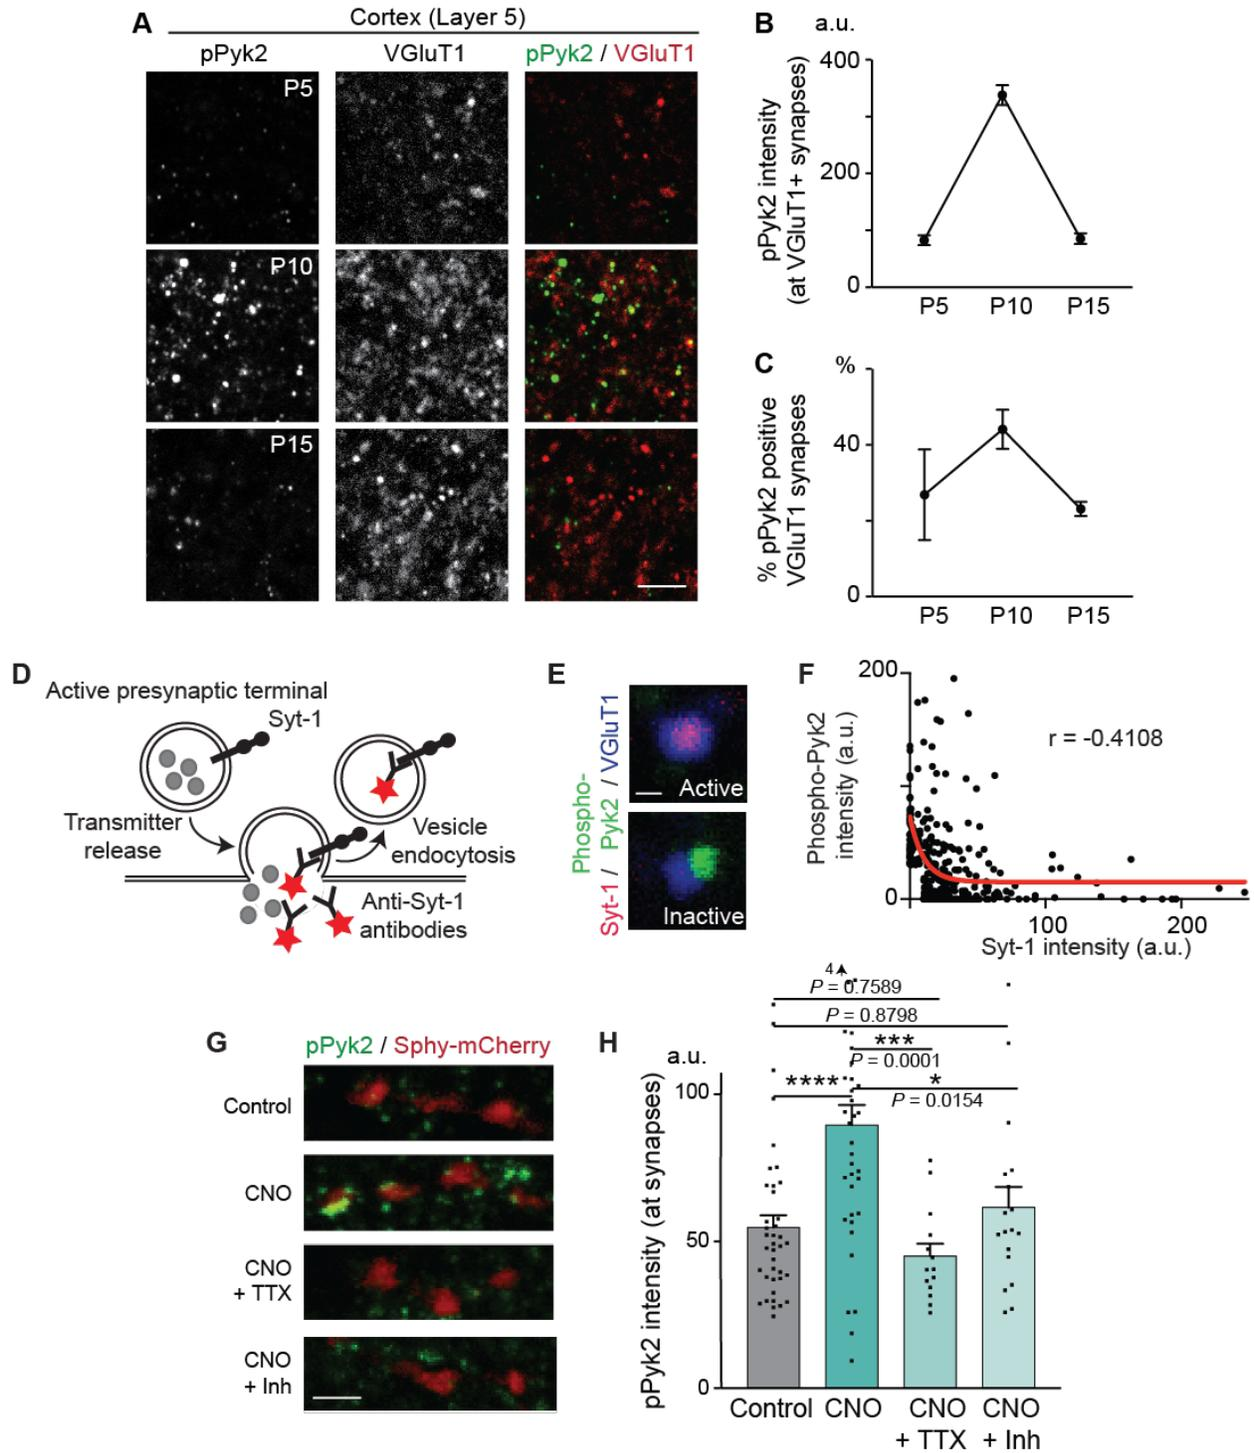 A
Cortex (Layer 5)
pPyk2
VGluT1
pPyk2 / VGluT1
P5
P10
P15
B
a.u.
pPyk2 intensity
(at VGluT1+ synapses)
400
200
0
P5 P10 P15
C
%
% pPyk2 positive
VGluT1 synapses
40
0
P5 P10 P15
D
Active presynaptic terminal
Syt-1
Transmitter
release
Vesicle
endocytosis
Anti-Syt-1
antibodies
E
Phospho-
Syt-1 / Pyk2 / VGluT1
Active
Inactive
F
Phospho-Pyk2
intensity (a.u.)
200
0
r = -0.4108
100 200
Syt-1 intensity (a.u.)
G
pPyk2 / Sphy-mCherry
Control
CNO
CNO
+ TTX
CNO
+ Inh
H
a.u.
pPyk2 intensity (at synapses)
100
50
0
4
P = 0.7589
P = 0.8798
***
P = 0.0001
****
*
P = 0.0154
Control CNO CNO CNO
+ TTX + Inh